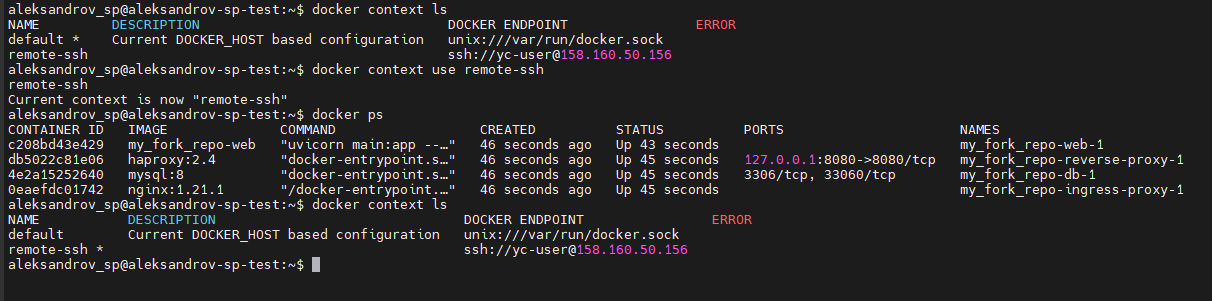 aleksandrov_sp@aleksandrov-sp-test:~$ docker context ls
NAME DESCRIPTION DOCKER ENDPOINT ERROR
default * Current DOCKER_HOST based configuration unix:///var/run/docker.sock
remote-ssh ssh://yc-user@158.160.50.156
aleksandrov_sp@aleksandrov-sp-test:~$ docker context use remote-ssh
remote-ssh
Current context is now "remote-ssh"
aleksandrov_sp@aleksandrov-sp-test:~$ docker ps
CONTAINER ID IMAGE COMMAND CREATED STATUS PORTS NAMES
c208bd43e429 my_fork_repo-web "uvicorn main:app --…" 46 seconds ago Up 43 seconds my_fork_repo-web-1
db5022c81e06 haproxy:2.4 "docker-entrypoint.s…" 46 seconds ago Up 45 seconds 127.0.0.1:8080->8080/tcp my_fork_repo-reverse-proxy-1
4e2a15252640 mysql:8 "docker-entrypoint.s…" 46 seconds ago Up 45 seconds 3306/tcp, 33060/tcp my_fork_repo-db-1
0eaefdc01742 nginx:1.21.1 "/docker-entrypoint.…" 46 seconds ago Up 45 seconds my_fork_repo-ingress-proxy-1
aleksandrov_sp@aleksandrov-sp-test:~$ docker context ls
NAME DESCRIPTION DOCKER ENDPOINT ERROR
default Current DOCKER_HOST based configuration unix:///var/run/docker.sock
remote-ssh * ssh://yc-user@158.160.50.156
aleksandrov_sp@aleksandrov-sp-test:~$